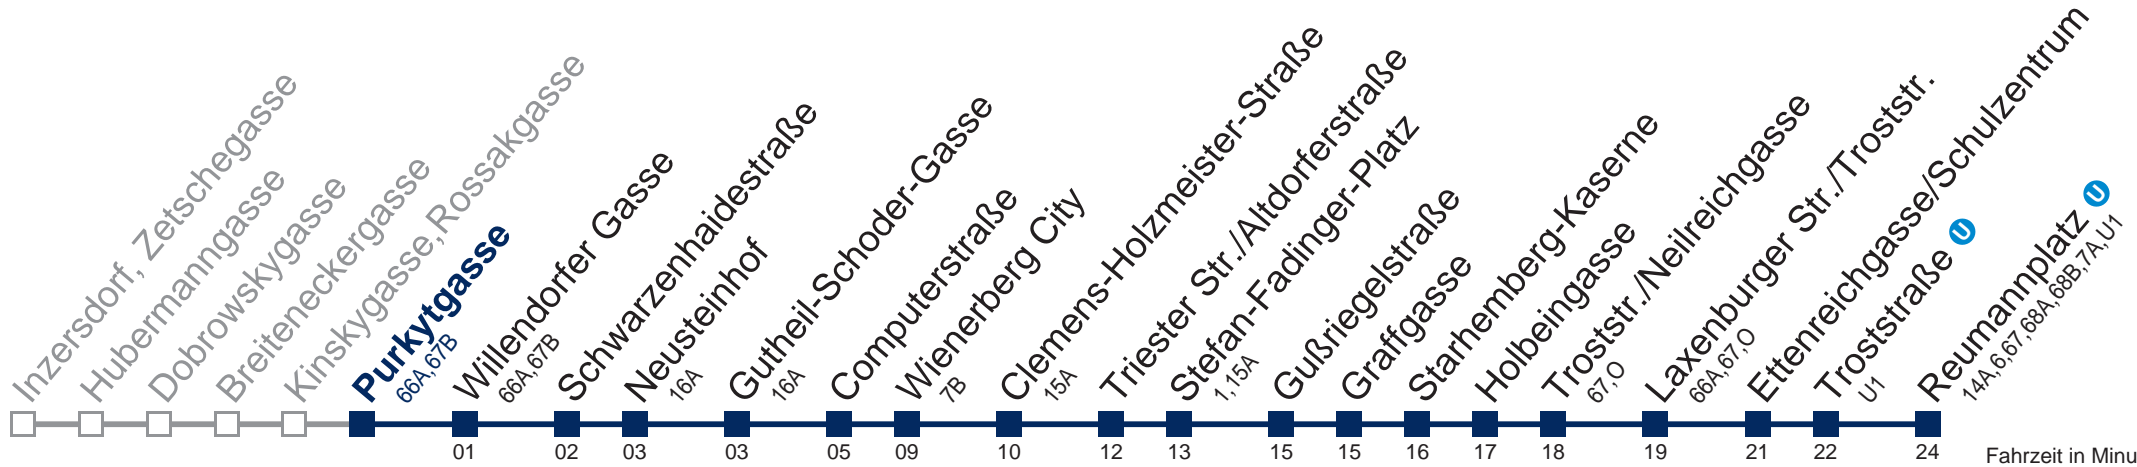 Inzersdorf, Zetschegasse
Hubermanngasse
Dobrowskygasse
Breiteneckergasse
Kinskygasse, Rossakgasse
Purkytgasse
66A,67B
Willendorfer Gasse
66A,67B
Schwarzenhaidestraße
Neusteinhof
16A
Gutheil-Schoder-Gasse
16A
Computerstraße
Wienerberg City
7B
Clemens-Holzmeister-Straße
15A
Triester Str./Altdorferstraße
Stefan-Fadinger-Platz
1, 15A
Gußriegelstraße
Graffgasse
Starhemberg-Kaserne
Holbeingasse
Troststr./Neilreichgasse
67,O
Laxenburger Str./Troststr.
66A,67,O
Ettenreichgasse/Schulzentrum
Troststraße U
U1
Reumannplatz U
14A,6,67,68A,68B,7A,U1
01 02 03 03 05 09 10 12 13 15 15 16 17 18 19 21 22 24 Fahrzeit in Minu